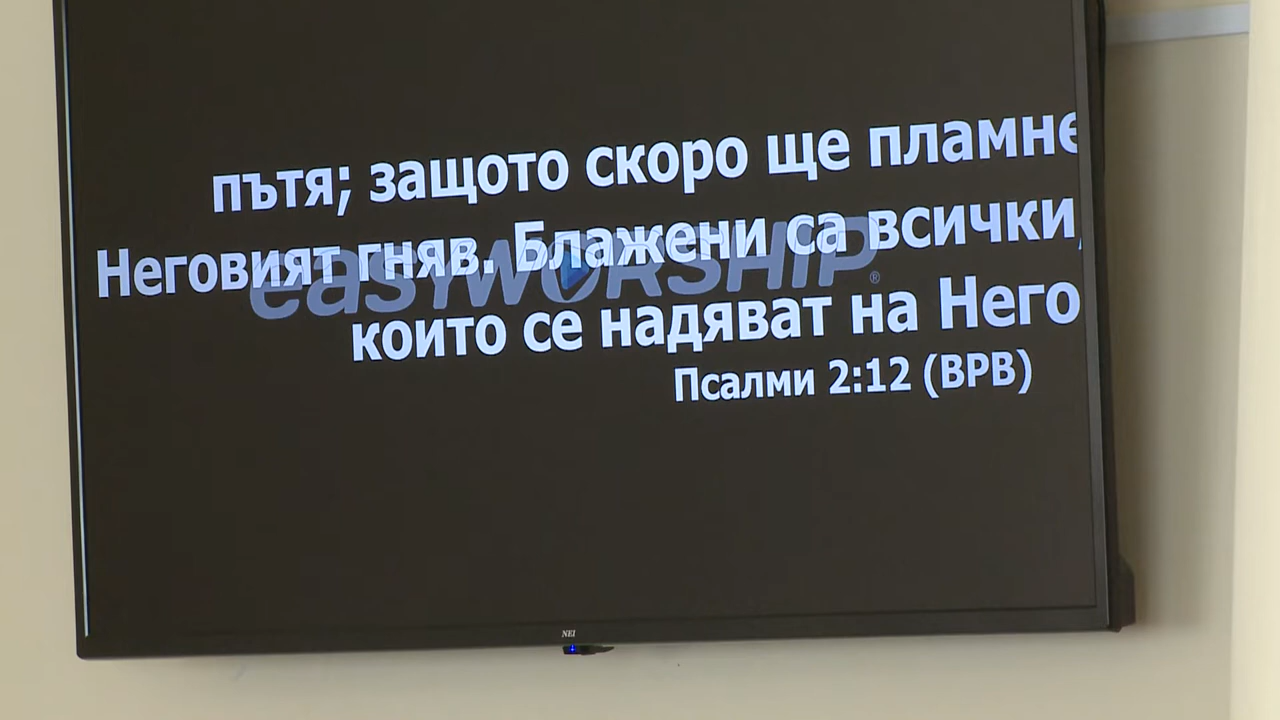 пътя; защото скоро ще пламне
Неговият гняв. Блажени са всички,
които се надяват на Него
easyworship®
Псалми 2:12 (ВРВ)
NEI